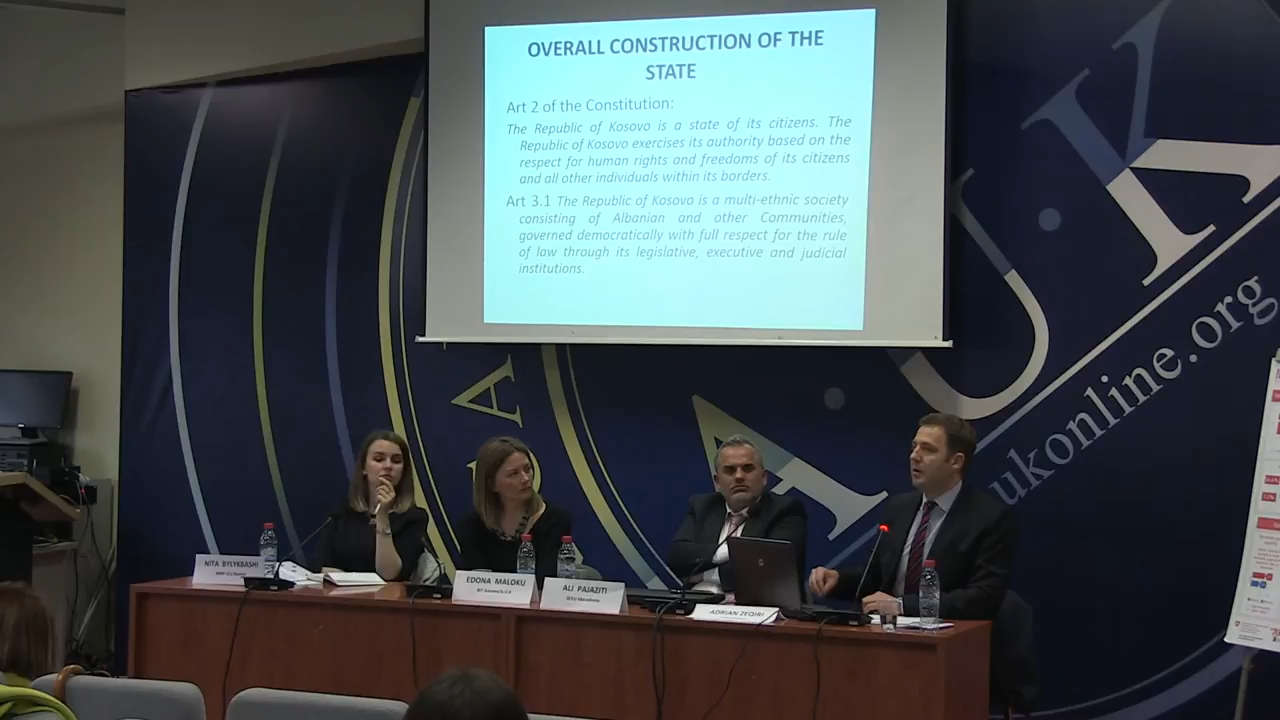 OVERALL CONSTRUCTION OF THE
STATE
Art 2 of the Constitution:
The Republic of Kosovo is a state of its citizens. The
Republic of Kosovo exercises its authority based on the
respect for human rights and freedoms of its citizens
and all other individuals within its borders.
Art 3.1 The Republic of Kosovo is a multi-ethnic society
consisting of Albanian and other Communities,
governed democratically with full respect for the rule
of law through its legislative, executive and judicial
institutions.
A.U.K
ukonline.org
A
NITA BYLYKBASHI
EDONA MALOKU
ALI PAJAZITI
ADRIAN ZEQIRI